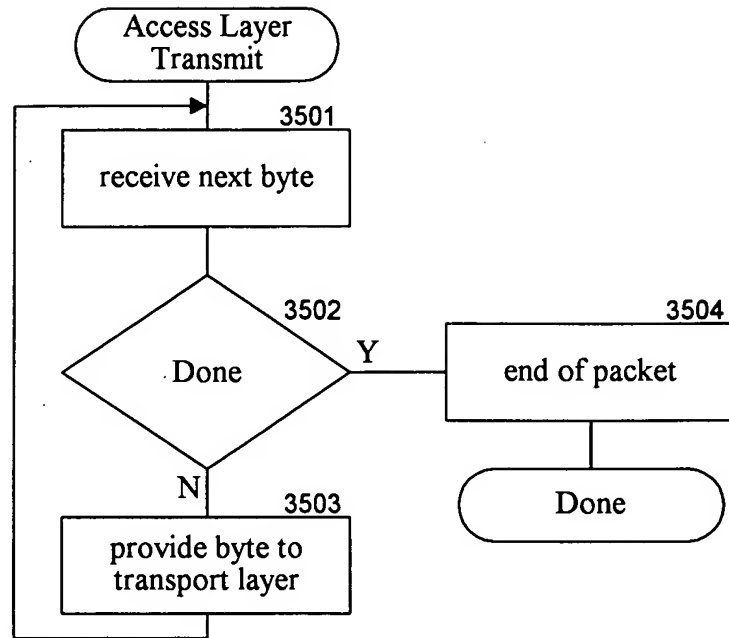 Access Layer
Transmit
3501
receive next byte
3502
Done
Y
3504
end of packet
Done
N
3503
provide byte to
transport layer